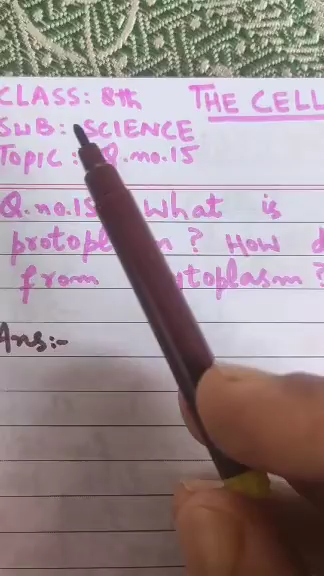 CLASS: 8th THE CELL
SUB: SCIENCE
TOPIC: Q.no.15
Q.no.15 What is
? How
from ?
Ans:-